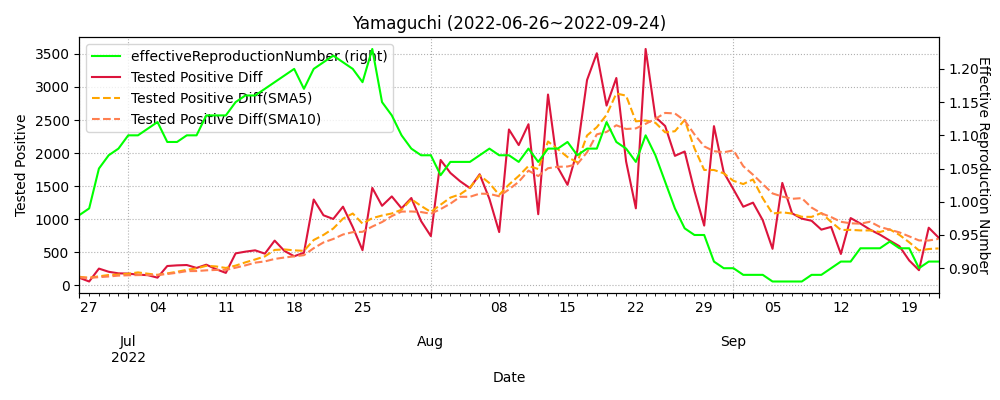 Yamaguchi (2022-06-26~2022-09-24)
effectiveReproductionNumber (right)
Tested Positive Diff
Tested Positive Diff(SMA5)
Tested Positive Diff(SMA10)
Tested Positive
3500
3000
2500
2000
1500
1000
500
0
1.20
1.15
1.10
1.05
1.00
0.95
0.90
Effective Reproduction Number
27 04 11 18 25 08 15 22 29 05 12 19
Jul Aug Sep
2022
Date